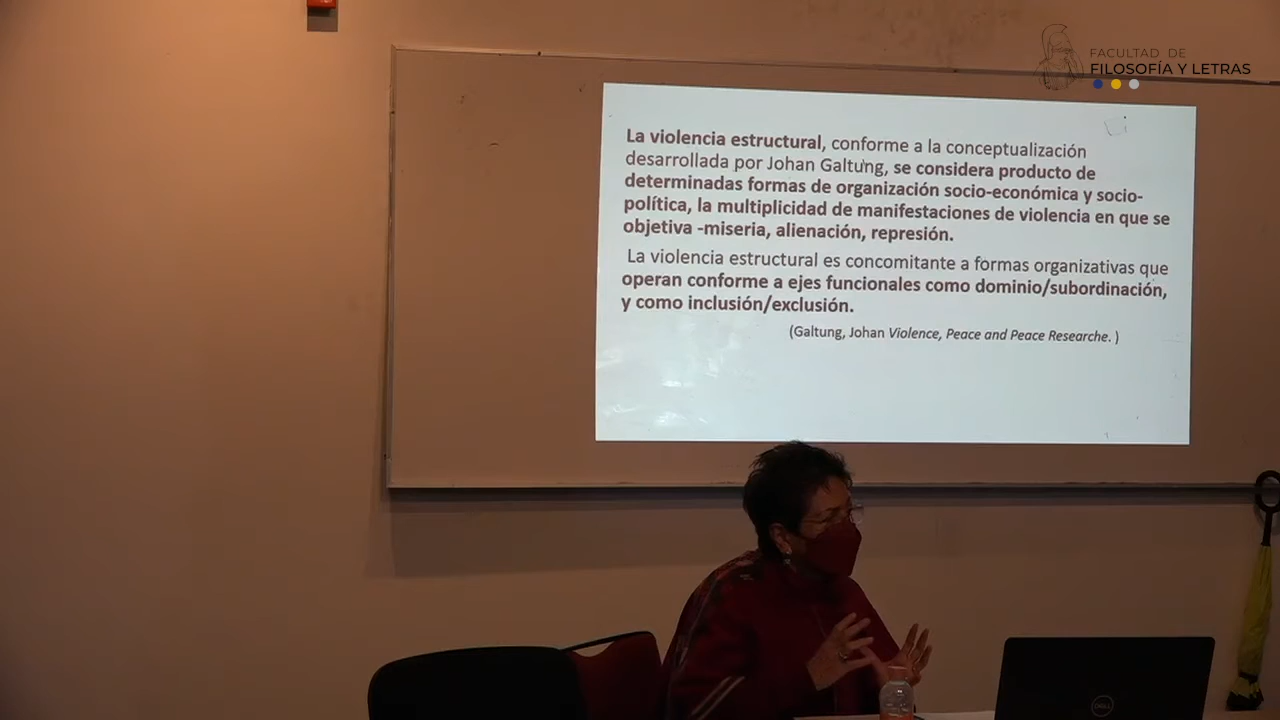 FACULTAD DE
FILOSOFÍA Y LETRAS
La violencia estructural, conforme a la conceptualización
desarrollada por Johan Galtung, se considera producto de
determinadas formas de organización socio-económica y socio-
política, la multiplicidad de manifestaciones de violencia en que se
objetiva -miseria, alienación, represión.
La violencia estructural es concomitante a formas organizativas que
operan conforme a ejes funcionales como dominio/subordinación,
y como inclusión/exclusión.
(Galtung, Johan Violence, Peace and Peace Researche. )
DELL